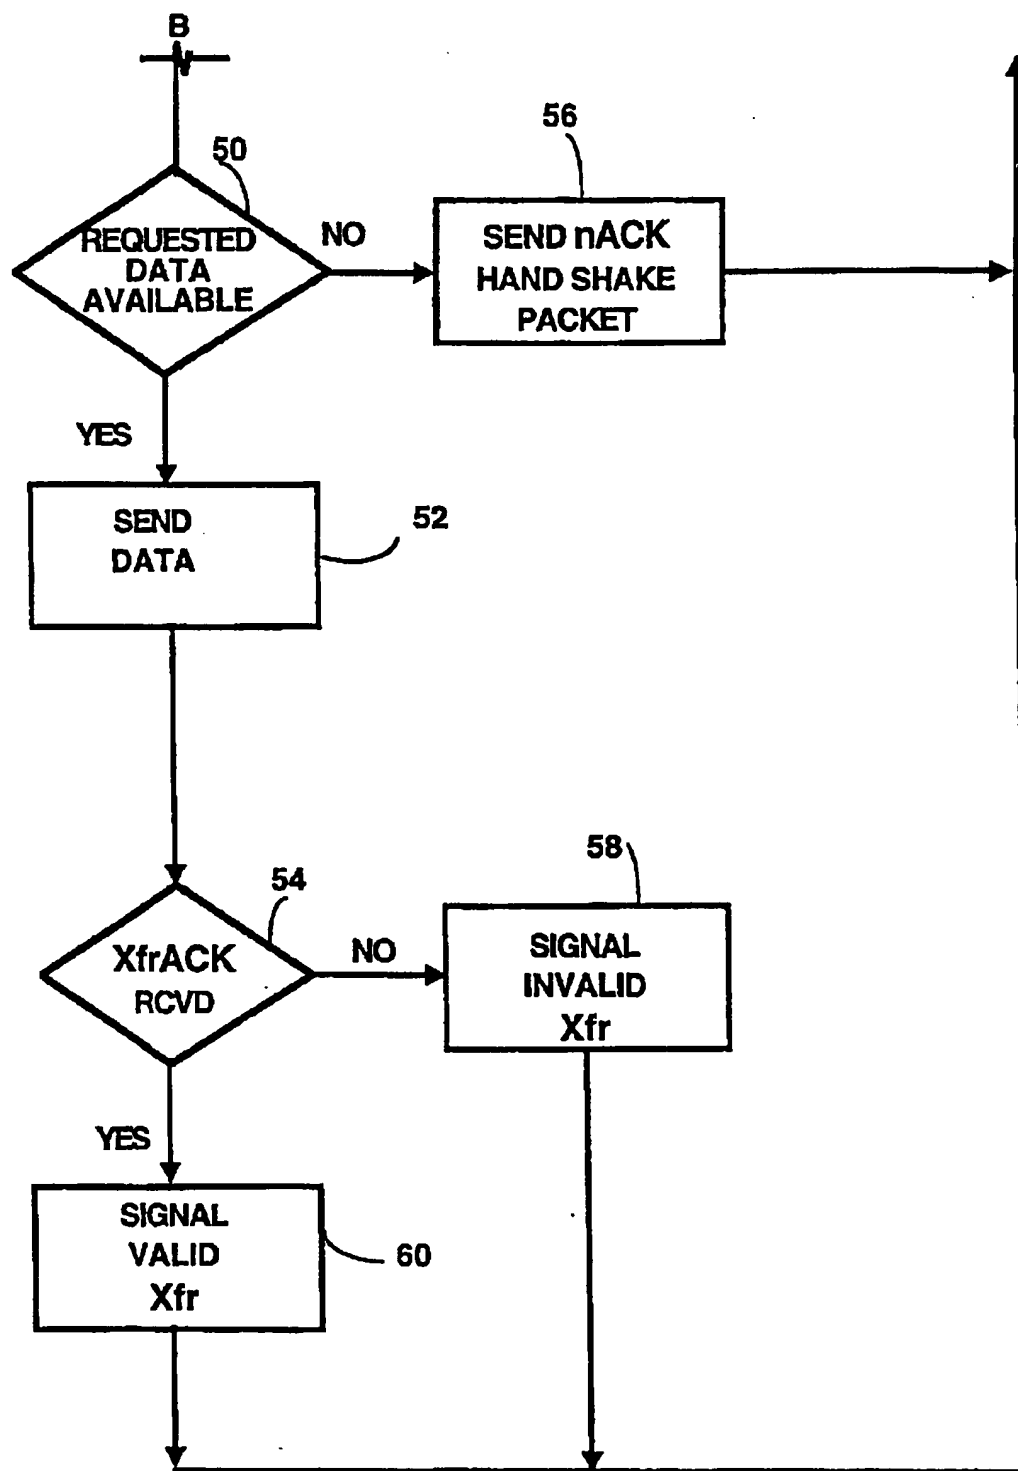 B
50
REQUESTED
DATA
AVAILABLE
NO
56
SEND nACK
HAND SHAKE
PACKET
YES
SEND
DATA
52
54
XfrACK
RCVD
NO
58
SIGNAL
INVALID
Xfr
YES
SIGNAL
VALID
Xfr
60